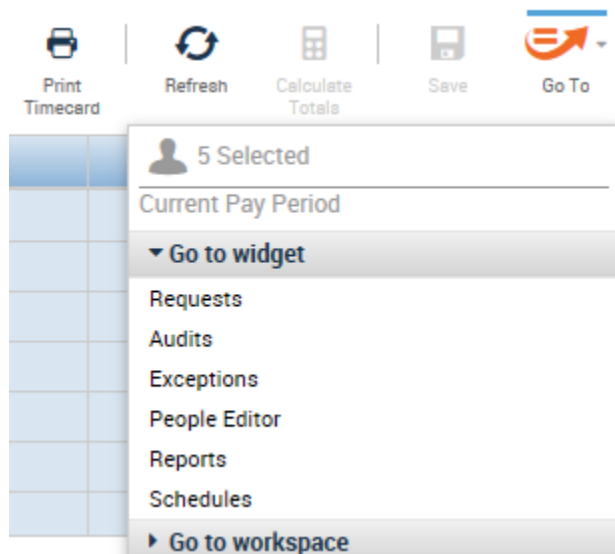 Print
Timecard
Refresh
Calculate
Totals
Save
Go To
5 Selected
Current Pay Period
Go to widget
Requests
Audits
Exceptions
People Editor
Reports
Schedules
Go to workspace